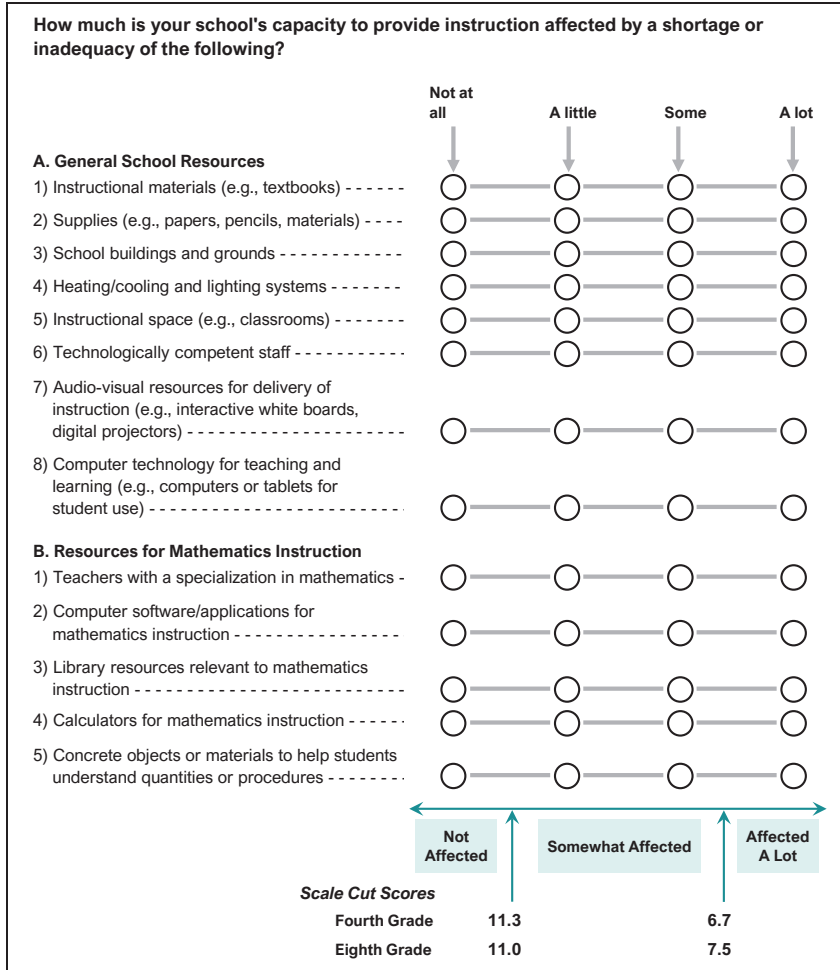 How much is your school's capacity to provide instruction affected by a shortage or
inadequacy of the following?
Not at
all
A little
Some
A lot
A. General School Resources
1) Instructional materials (e.g., textbooks) - - - - - -
2) Supplies (e.g., papers, pencils, materials) - - - -
3) School buildings and grounds - - - - - - - - - - - -
4) Heating/cooling and lighting systems - - - - - - -
5) Instructional space (e.g., classrooms) - - - - - - -
6) Technologically competent staff - - - - - - - - - - -
7) Audio-visual resources for delivery of
instruction (e.g., interactive white boards,
digital projectors) - - - - - - - - - - - - - - - - - - - - -
8) Computer technology for teaching and
learning (e.g., computers or tablets for
student use) - - - - - - - - - - - - - - - - - - - - - - - - -
B. Resources for Mathematics Instruction
1) Teachers with a specialization in mathematics -
2) Computer software/applications for
mathematics instruction - - - - - - - - - - - - - - - -
3) Library resources relevant to mathematics
instruction - - - - - - - - - - - - - - - - - - - - - - - - - -
4) Calculators for mathematics instruction - - - - - -
5) Concrete objects or materials to help students
understand quantities or procedures - - - - - - - -
Not
Affected
Somewhat Affected
Affected
A Lot
Scale Cut Scores
Fourth Grade 11.3 6.7
Eighth Grade 11.0 7.5